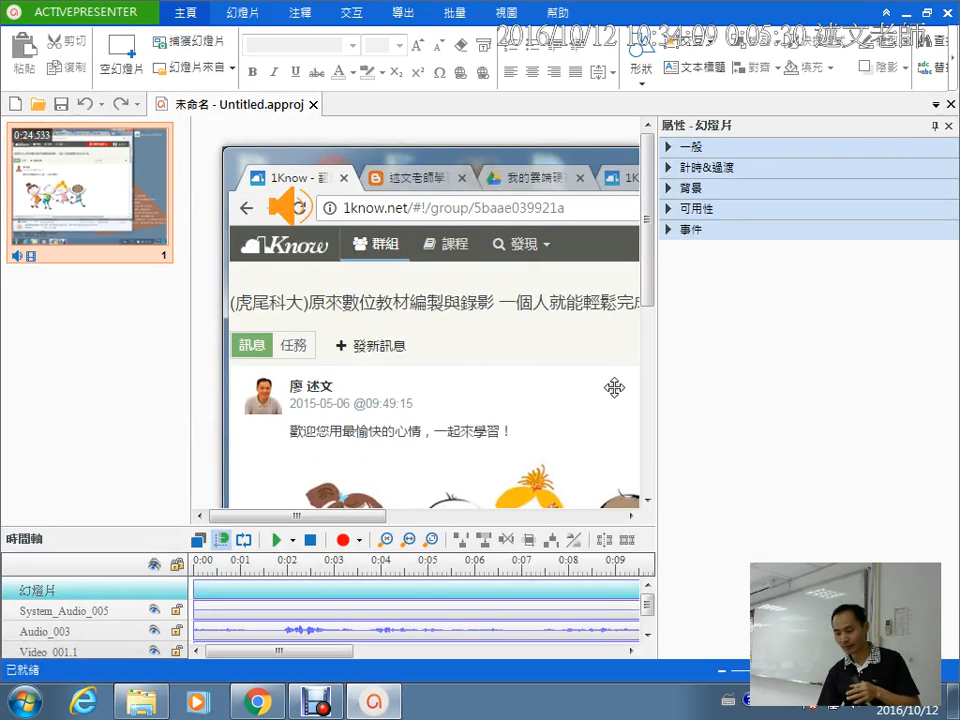 ACTIVEPRESENTER
主頁 幻燈片 注釋 交互 導出 批量 視圖 幫助
2016/10/12 10:34:09 0:05:30 述文老師
粘貼 剪切 複製
空幻燈片 捕獲幻燈片 幻燈片來自
形狀 文本標題 對齊 填充 陰影
未命名 - Untitled.approj
屬性 - 幻燈片
一般
計時&過渡
背景
可用性
事件
0:24.533
1
1Know - 翻
述文老師學
我的雲端硬
1K
1know.net/#!/group/5baae039921a
1Know 群組 課程 發現
(虎尾科大)原來數位教材編製與錄影 一個人就能輕鬆完成
訊息 任務 發新訊息
廖 述文
2015-05-06 @09:49:15
歡迎您用最愉快的心情，一起來學習！
時間軸
0:00 0:01 0:02 0:03 0:04 0:05 0:06 0:07 0:08 0:09
幻燈片
System_Audio_005
Audio_003
Video_001.1
已就緒
2016/10/12